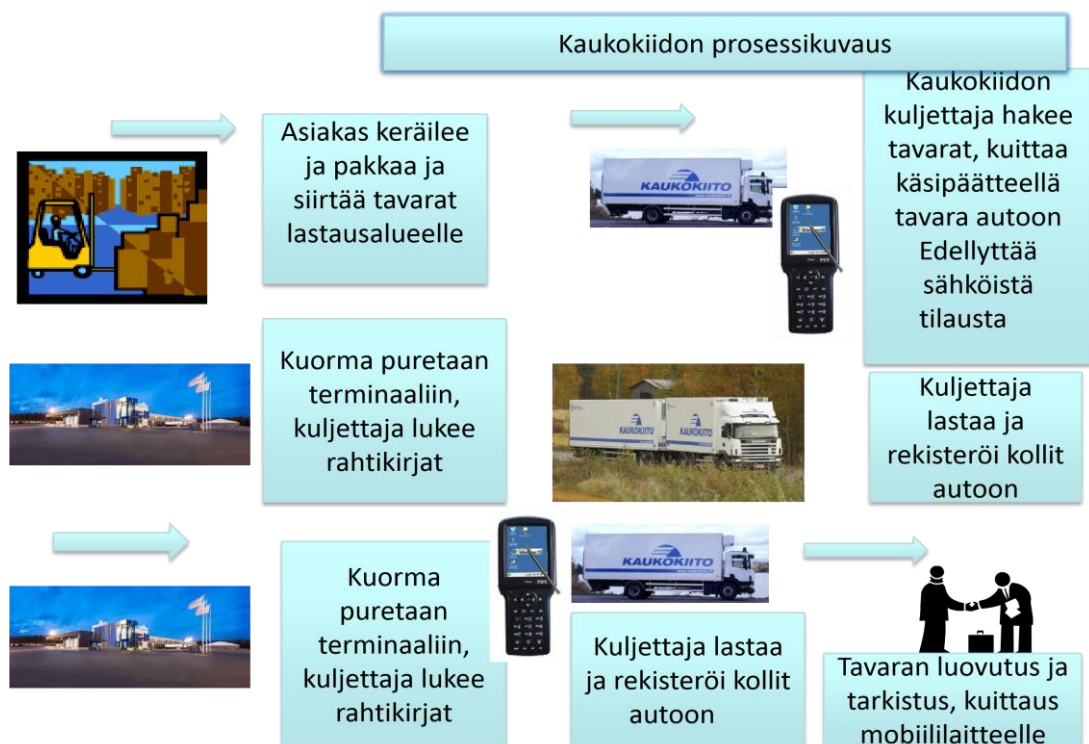 Kaukokiidon prosessikuvaus
Asiakas keräilee
ja pakkaa ja
siirtää tavarat
lastausalueelle
KAUKOKIITO
Kaukokiidon
kuljettaja hakee
tavarat, kuittaa
käsipäätteellä
tavara autoon
Edellyttää
sähköistä
tilausta
Kuorma puretaan
terminaaliin,
kuljettaja lukee
rahtikirjat
KAUKOKIITO
KAUKOKIITO
Kuljettaja
lastaa ja
rekisteröi kollit
autoon
Kuorma
puretaan
terminaaliin,
kuljettaja lukee
rahtikirjat
KAUKOKIITO
Kuljettaja lastaa
ja rekisteröi kollit
autoon
Tavaran luovutus ja
tarkistus, kuittaus
mobiililaitteelle